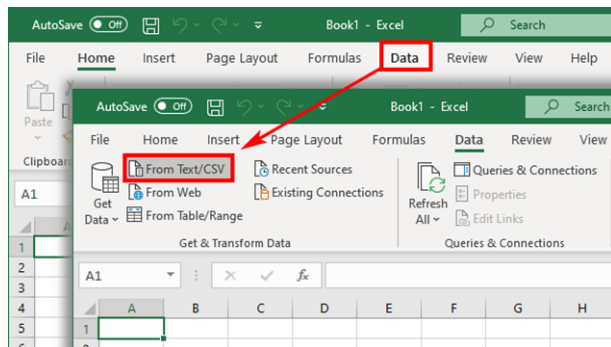 AutoSave Off Book1 - Excel Search
File Home Insert Page Layout Formulas Data Review View Help
Paste
Clipboard
A1
1
2
3
4
5
6
AutoSave Off Book1 - Excel Search
File Home Insert Page Layout Formulas Data Review View
Get Data
From Text/CSV
From Web
From Table/Range
Recent Sources
Existing Connections
Get & Transform Data
Refresh All
Queries & Connections
Properties
Edit Links
Queries & Connections
A1 fx
A B C D E F G H
1